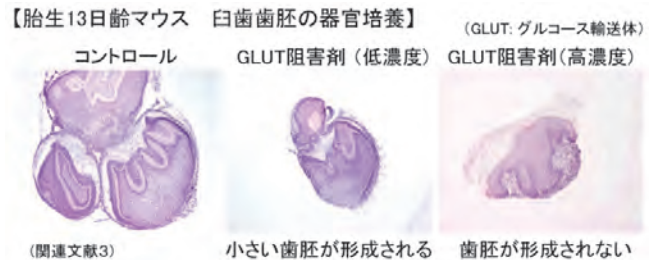 【胎生13日齢マウス　臼歯歯胚の器官培養】
(GLUT: グルコース輸送体)
コントロール
GLUT阻害剤（低濃度）
GLUT阻害剤(高濃度)
(関連文献3)
小さい歯胚が形成される
歯胚が形成されない